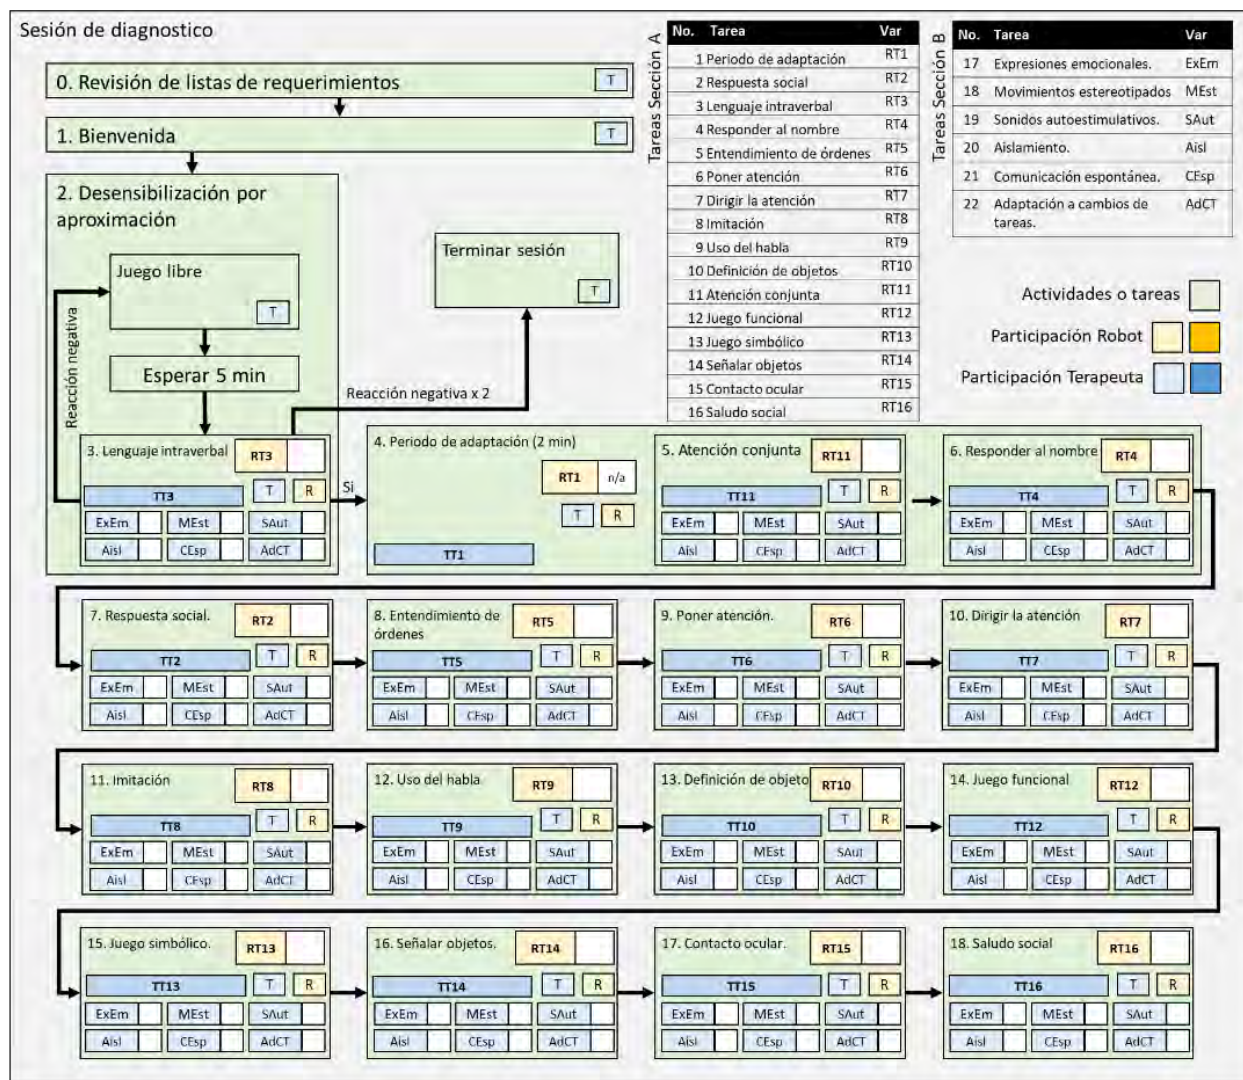 Sesión de diagnostico
0. Revisión de listas de requerimientos
T
1. Bienvenida
T
2. Desensibilización por
aproximación
Juego libre
T
Esperar 5 min
Reacción negativa
Terminar sesión
T
Reacción negativa x 2
Si
Tareas Sección A
No. Tarea Var
1 Periodo de adaptación RT1
2 Respuesta social RT2
3 Lenguaje intraverbal RT3
4 Responder al nombre RT4
5 Entendimiento de órdenes RT5
6 Poner atención RT6
7 Dirigir la atención RT7
8 Imitación RT8
9 Uso del habla RT9
10 Definición de objetos RT10
11 Atención conjunta RT11
12 Juego funcional RT12
13 Juego simbólico RT13
14 Señalar objetos RT14
15 Contacto ocular RT15
16 Saludo social RT16
Tareas Sección B
No. Tarea Var
17 Expresiones emocionales. ExEm
18 Movimientos estereotipados MEst
19 Sonidos autoestimulativos. SAut
20 Aislamiento. Aisl
21 Comunicación espontánea. CEsp
22 Adaptación a cambios de AdCT
tareas.
Actividades o tareas
Participación Robot
Participación Terapeuta
3. Lenguaje intraverbal RT3
TT3 T R
ExEm MEst SAut
Aisl CEsp AdCT
4. Periodo de adaptación (2 min)
RT1 n/a
T R
TT1
5. Atención conjunta RT11
TT11 T R
ExEm MEst SAut
Aisl CEsp AdCT
6. Responder al nombre RT4
TT4 T R
ExEm MEst SAut
Aisl CEsp AdCT
7. Respuesta social. RT2
TT2 T R
ExEm MEst SAut
Aisl CEsp AdCT
8. Entendimiento de
órdenes RT5
TT5 T R
ExEm MEst SAut
Aisl CEsp AdCT
9. Poner atención. RT6
TT6 T R
ExEm MEst SAut
Aisl CEsp AdCT
10. Dirigir la atención RT7
TT7 T R
ExEm MEst SAut
Aisl CEsp AdCT
11. Imitación RT8
TT8 T R
ExEm MEst SAut
Aisl CEsp AdCT
12. Uso del habla RT9
TT9 T R
ExEm MEst SAut
Aisl CEsp AdCT
13. Definición de objeto RT10
TT10 T R
ExEm MEst SAut
Aisl CEsp AdCT
14. Juego funcional RT12
TT12 T R
ExEm MEst SAut
Aisl CEsp AdCT
15. Juego simbólico. RT13
TT13 T R
ExEm MEst SAut
Aisl CEsp AdCT
16. Señalar objetos. RT14
TT14 T R
ExEm MEst SAut
Aisl CEsp AdCT
17. Contacto ocular. RT15
TT15 T R
ExEm MEst SAut
Aisl CEsp AdCT
18. Saludo social RT16
TT16 T R
ExEm MEst SAut
Aisl CEsp AdCT